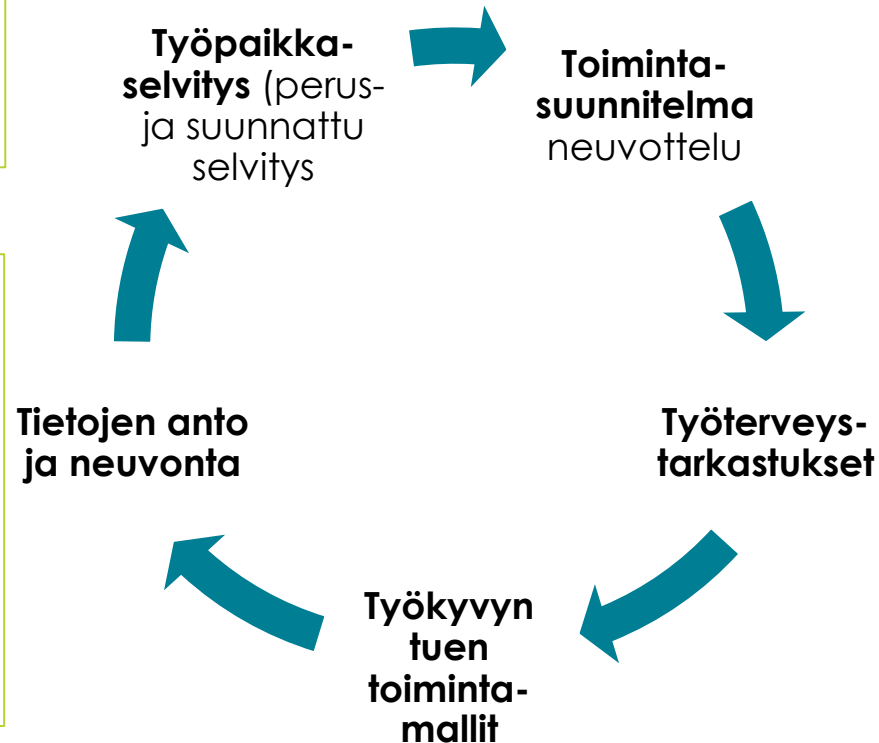 Työpaikka-
selvitys (perus-
ja suunnattu
selvitys
Toiminta-
suunnitelma
neuvottelu
Työterveys-
tarkastukset
Työkyvyn
tuen
toiminta-
mallit
Tietojen anto
ja neuvonta